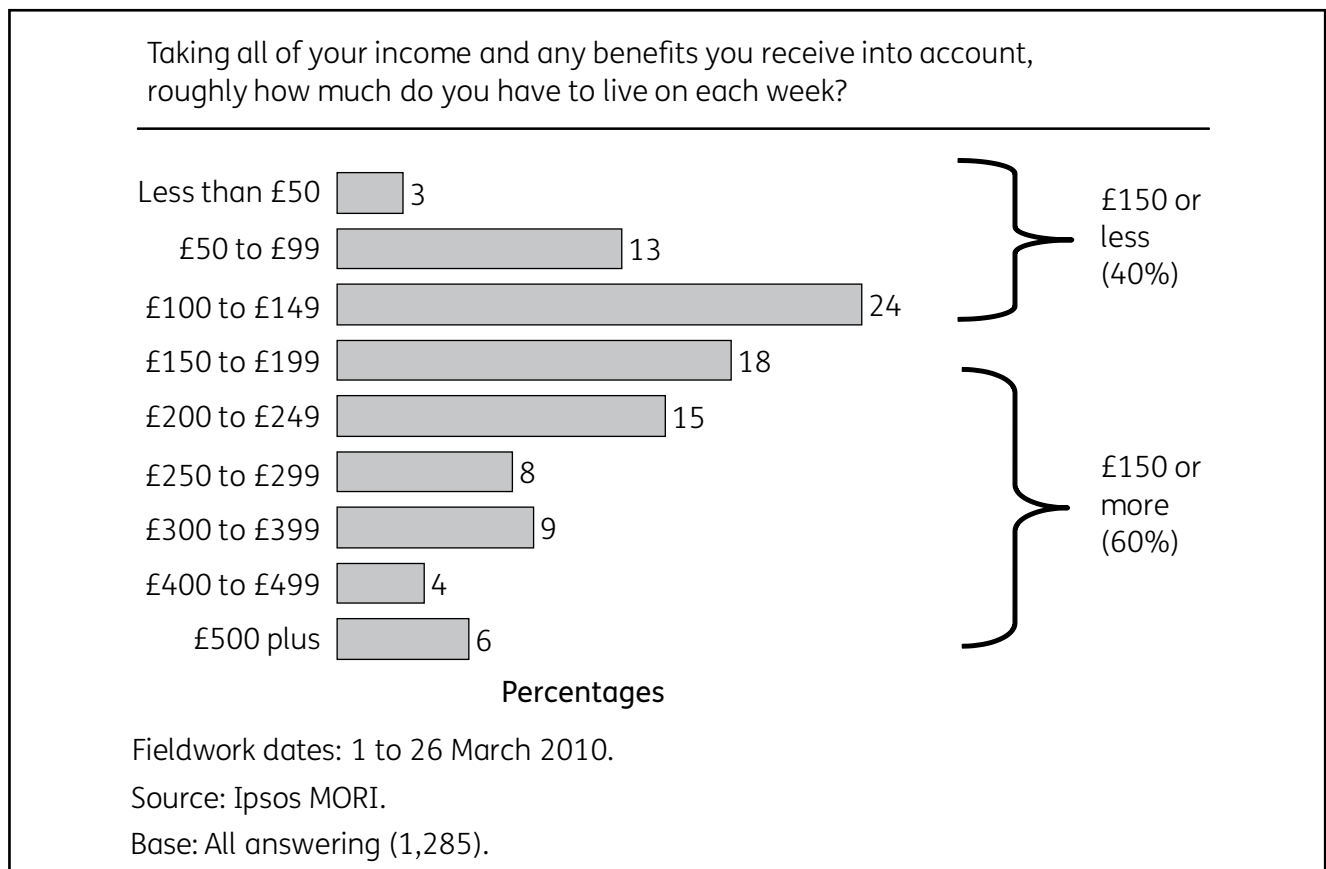 Taking all of your income and any benefits you receive into account,
roughly how much do you have to live on each week?
Less than £50 3
£50 to £99 13
£100 to £149 24
£150 or
less
(40%)
£150 to £199 18
£200 to £249 15
£250 to £299 8
£300 to £399 9
£400 to £499 4
£500 plus 6
£150 or
more
(60%)
Percentages
Fieldwork dates: 1 to 26 March 2010.
Source: Ipsos MORI.
Base: All answering (1,285).